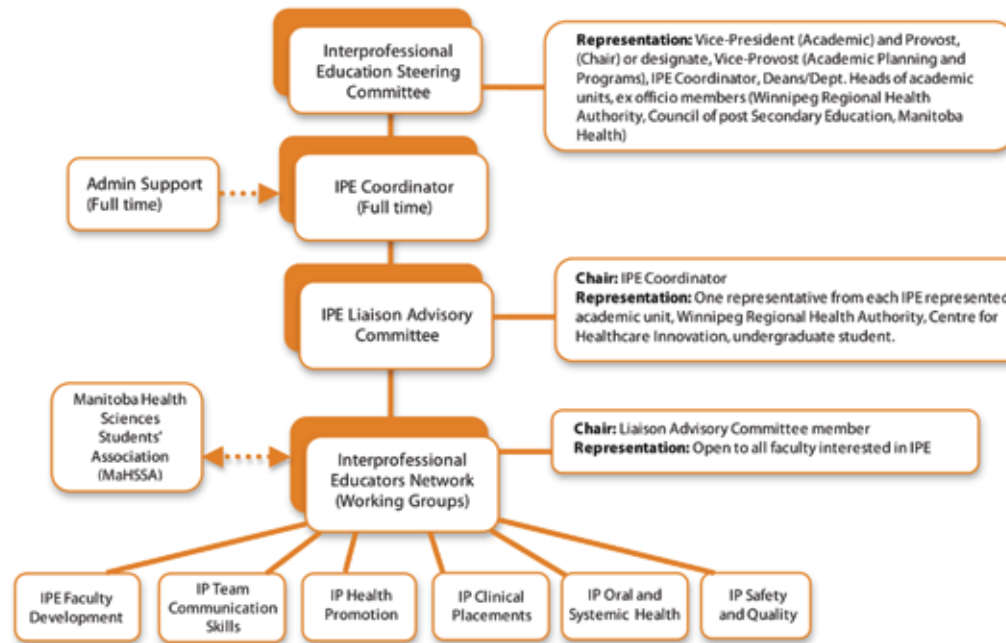 Interprofessional
Education Steering
Committee
Representation: Vice-President (Academic) and Provost,
(Chair) or designate, Vice-Provost (Academic Planning and
Programs), IPE Coordinator, Deans/Dept. Heads of academic
units, ex officio members (Winnipeg Regional Health
Authority, Council of post Secondary Education, Manitoba
Health)
Admin Support
(Full time)
IPE Coordinator
(Full time)
IPE Liaison Advisory
Committee
Chair: IPE Coordinator
Representation: One representative from each IPE represented
academic unit, Winnipeg Regional Health Authority, Centre for
Healthcare Innovation, undergraduate student.
Manitoba Health
Sciences
Students'
Association
(MaHSSA)
Interprofessional
Educators Network
(Working Groups)
Chair: Liaison Advisory Committee member
Representation: Open to all faculty interested in IPE
IPE Faculty
Development
IP Team
Communication
Skills
IP Health
Promotion
IP Clinical
Placements
IP Oral and
Systemic Health
IP Safety
and Quality